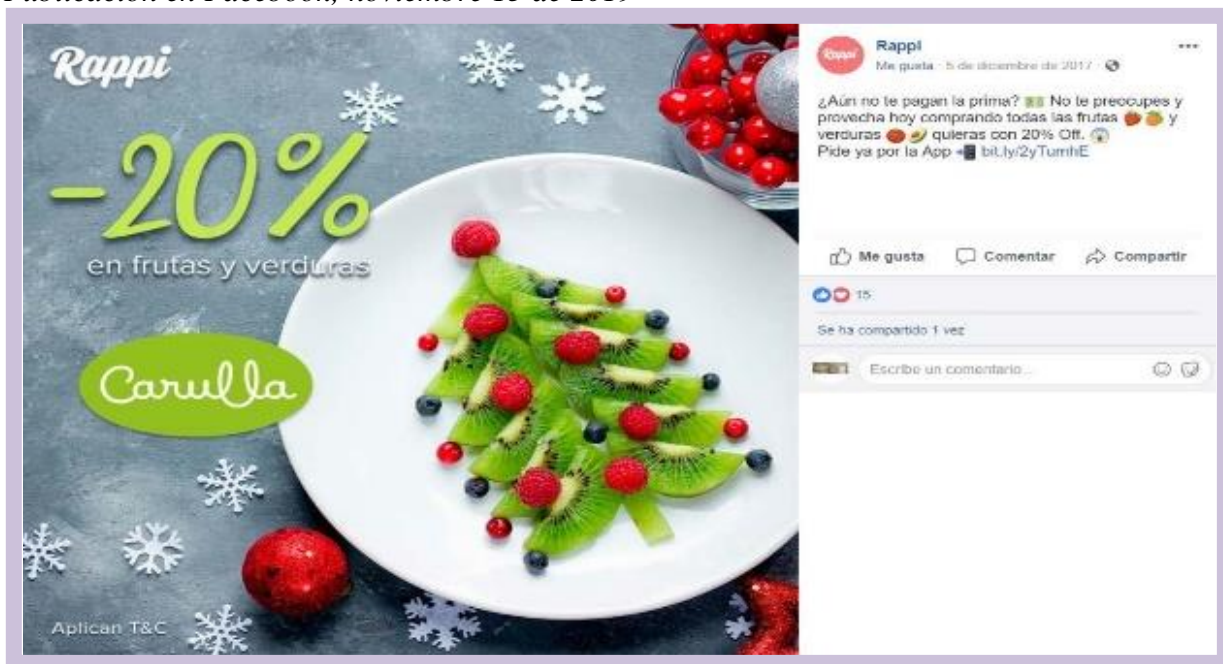 Publicación en Facebook, noviembre 15 de 2019
Rappi
-20%
en frutas y verduras
Carulla
Aplican T&C
Rappi
Rappi
Me gusta · 5 de diciembre de 2017
¿Aún no te pagan la prima? No te preocupes y
provecha hoy comprando todas las frutas y
verduras quieras con 20% Off.
Pide ya por la App bit.ly/2yTumhE
Me gusta Comentar Compartir
15
Se ha compartido 1 vez
Escribe un comentario...